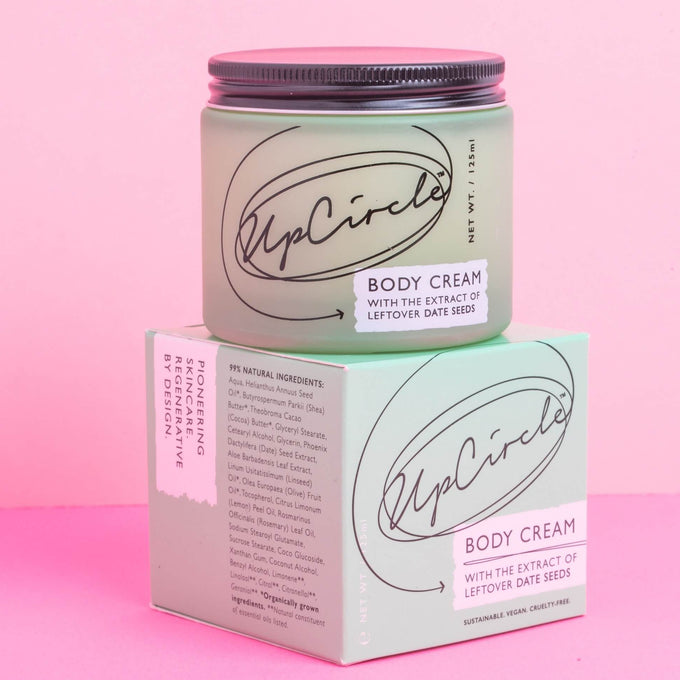 UpCircle™
NET WT. / 125ml
BODY CREAM
WITH THE EXTRACT OF
LEFTOVER DATE SEEDS
PIONEERING
SKINCARE.
REGENERATIVE
BY DESIGN.
99% NATURAL INGREDIENTS:
Aqua, Helianthus Annuus Seed
Oil*, Butyrospermum Parkii (Shea)
Butter*, Theobroma Cacao
(Cocoa) Butter*, Glyceryl Stearate,
Cetearyl Alcohol, Glycerin, Phoenix
Dactylifera (Date) Seed Extract,
Aloe Barbadensis Leaf Extract,
Linum Usitatissimum (Linseed)
Oil*, Olea Europaea (Olive) Fruit
Oil*, Tocopherol, Citrus Limonum
(Lemon) Peel Oil, Rosmarinus
Officinalis (Rosemary) Leaf Oil,
Sodium Stearoyl Glutamate,
Sucrose Stearate, Coco Glucoside,
Xanthan Gum, Coconut Alcohol,
Benzyl Alcohol, Limonene**,
Linalool**, Citral**, Citronellol**,
Geraniol** *Organically grown
ingredients. **Natural constituent
of essential oils listed.
UpCircle™
℮ NET WT. 125ml
BODY CREAM
WITH THE EXTRACT OF
LEFTOVER DATE SEEDS
SUSTAINABLE. VEGAN. CRUELTY-FREE.